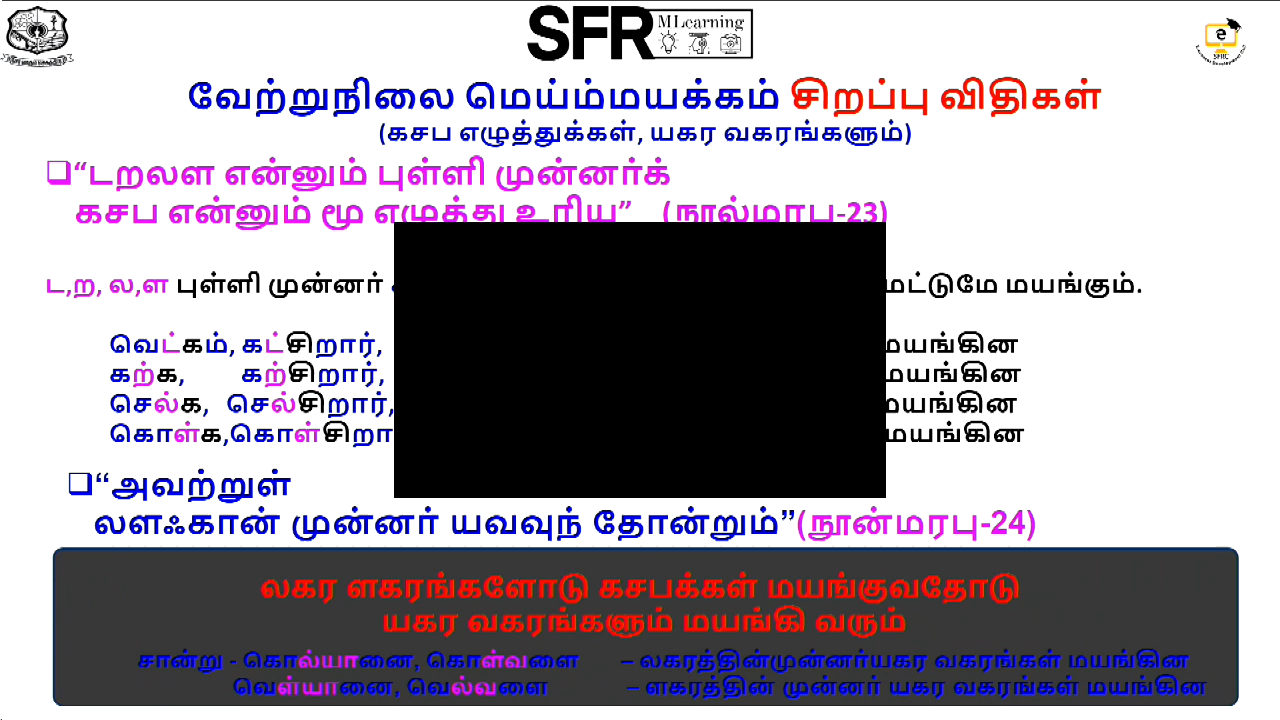 SFR MLearning
வேற்றுநிலை மெய்ம்மயக்கம் சிறப்பு விதிகள்
(கசப எழுத்துக்கள், யகர வகரங்களும்)
“டறலள என்னும் புள்ளி முன்னர்க்
கசப என்னும் மூ எழுத்து உரிய” (நூல்மரபு-23)
ட,ற, ல,ள புள்ளி முன்னர் மட்டுமே மயங்கும்.
வெட்கம், கட்சிறார், மயங்கின
கற்க, கற்சிறார், மயங்கின
செல்க, செல்சிறார், மயங்கின
கொள்க,கொள்சிறா மயங்கின
“அவற்றுள்
லளஃகான் முன்னர் யவவுந் தோன்றும்”(நூன்மரபு-24)
லகர ளகரங்களோடு கசபக்கள் மயங்குவதோடு
யகர வகரங்களும் மயங்கி வரும்
சான்று - கொல்யானை, கொள்வளை – லகரத்தின்முன்னர்யகர வகரங்கள் மயங்கின
வெள்யானை, வெல்வளை – ளகரத்தின் முன்னர் யகர வகரங்கள் மயங்கின